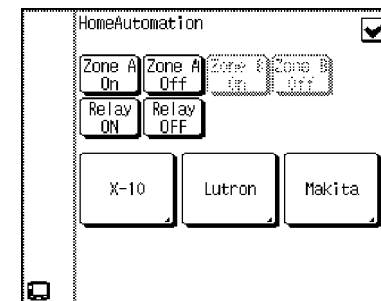 HomeAutomation
Zone A On
Zone A Off
Zone B On
Zone B Off
Relay ON
Relay OFF
X-10
Lutron
Makita